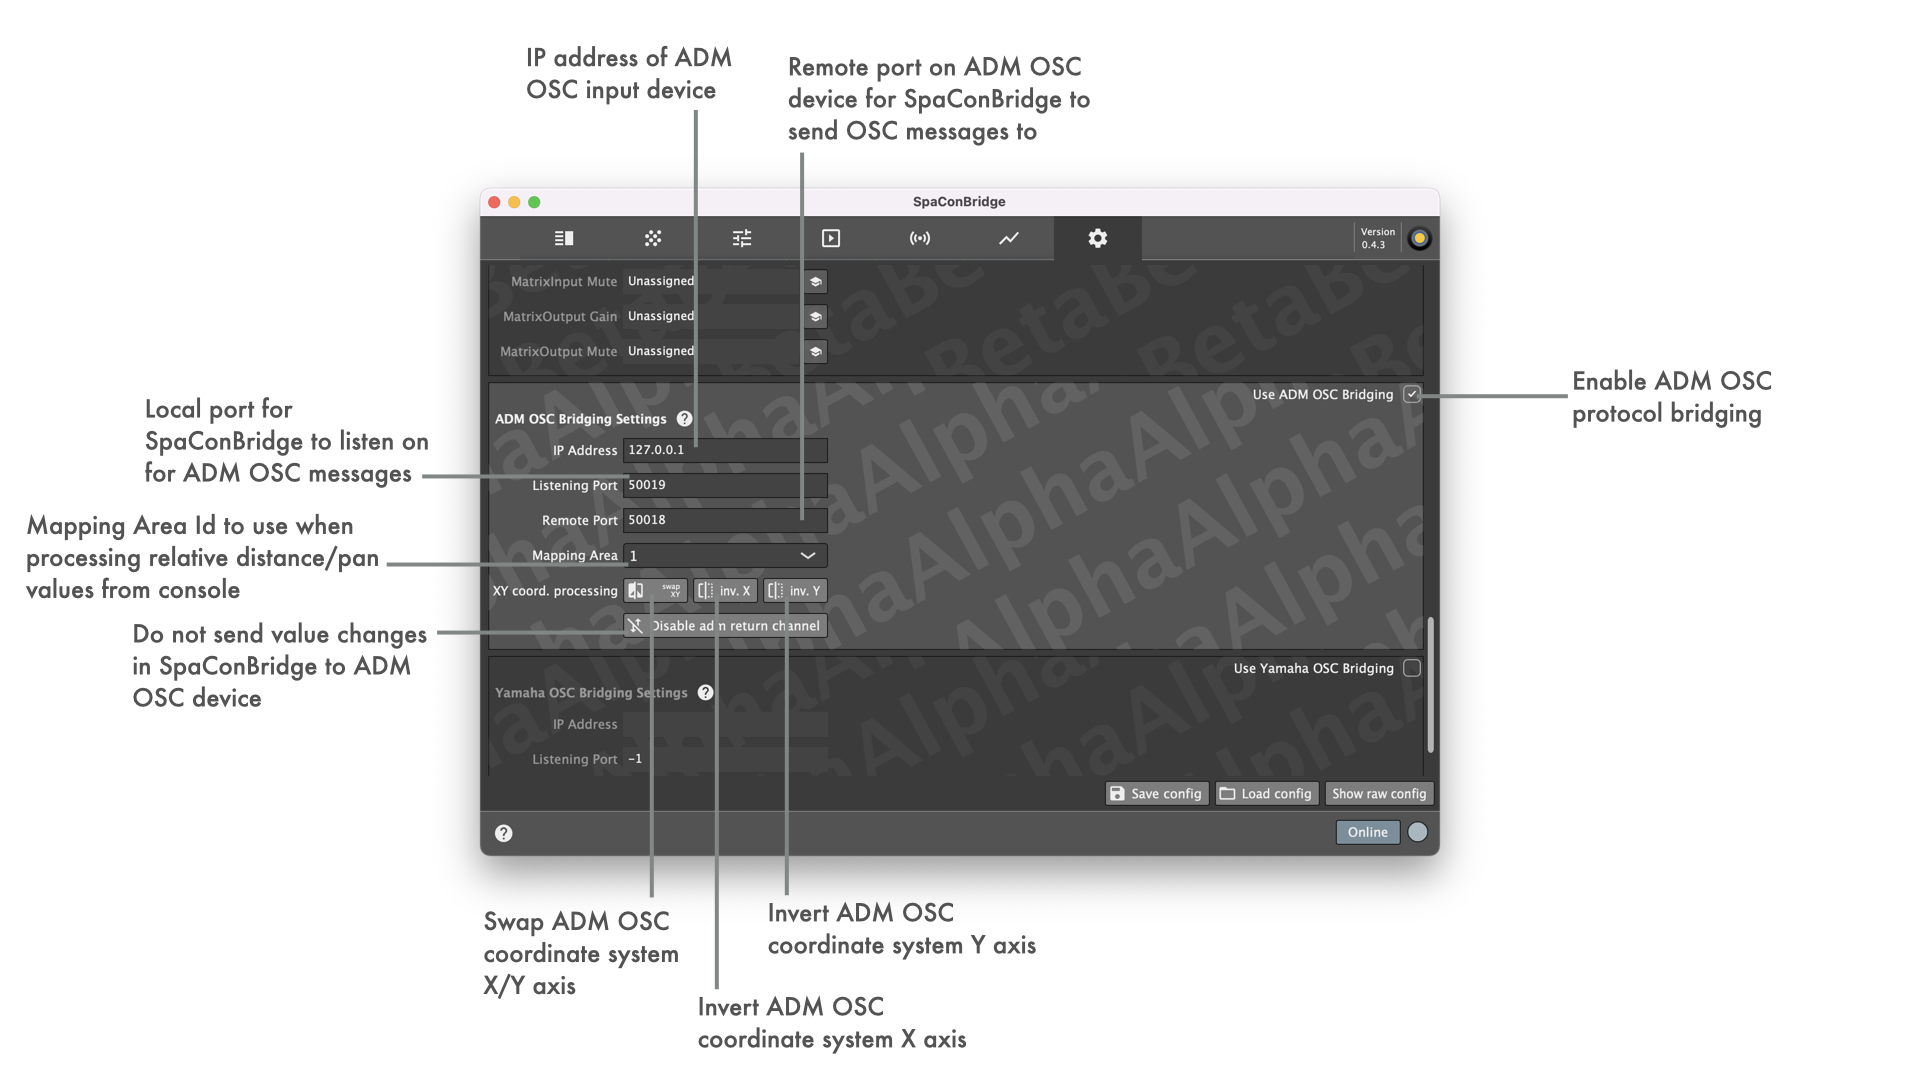 IP address of ADM
OSC input device
Remote port on ADM OSC
device for SpaConBridge to
send OSC messages to
SpaConBridge
Version
0.4.3
MatrixInput Mute Unassigned
MatrixOutput Gain Unassigned
MatrixOutput Mute Unassigned
Use ADM OSC Bridging
Enable ADM OSC
protocol bridging
Local port for
SpaConBridge to listen on
for ADM OSC messages
ADM OSC Bridging Settings ?
IP Address 127.0.0.1
Listening Port 50019
Remote Port 50018
Mapping Area Id to use when
processing relative distance/pan
values from console
Mapping Area 1
XY coord. processing swap XY inv. X inv. Y
Disable adm return channel
Do not send value changes
in SpaConBridge to ADM
OSC device
Use Yamaha OSC Bridging
Yamaha OSC Bridging Settings ?
IP Address
Listening Port -1
Save config Load config Show raw config
? Online
Swap ADM OSC
coordinate system
X/Y axis
Invert ADM OSC
coordinate system Y axis
Invert ADM OSC
coordinate system X axis